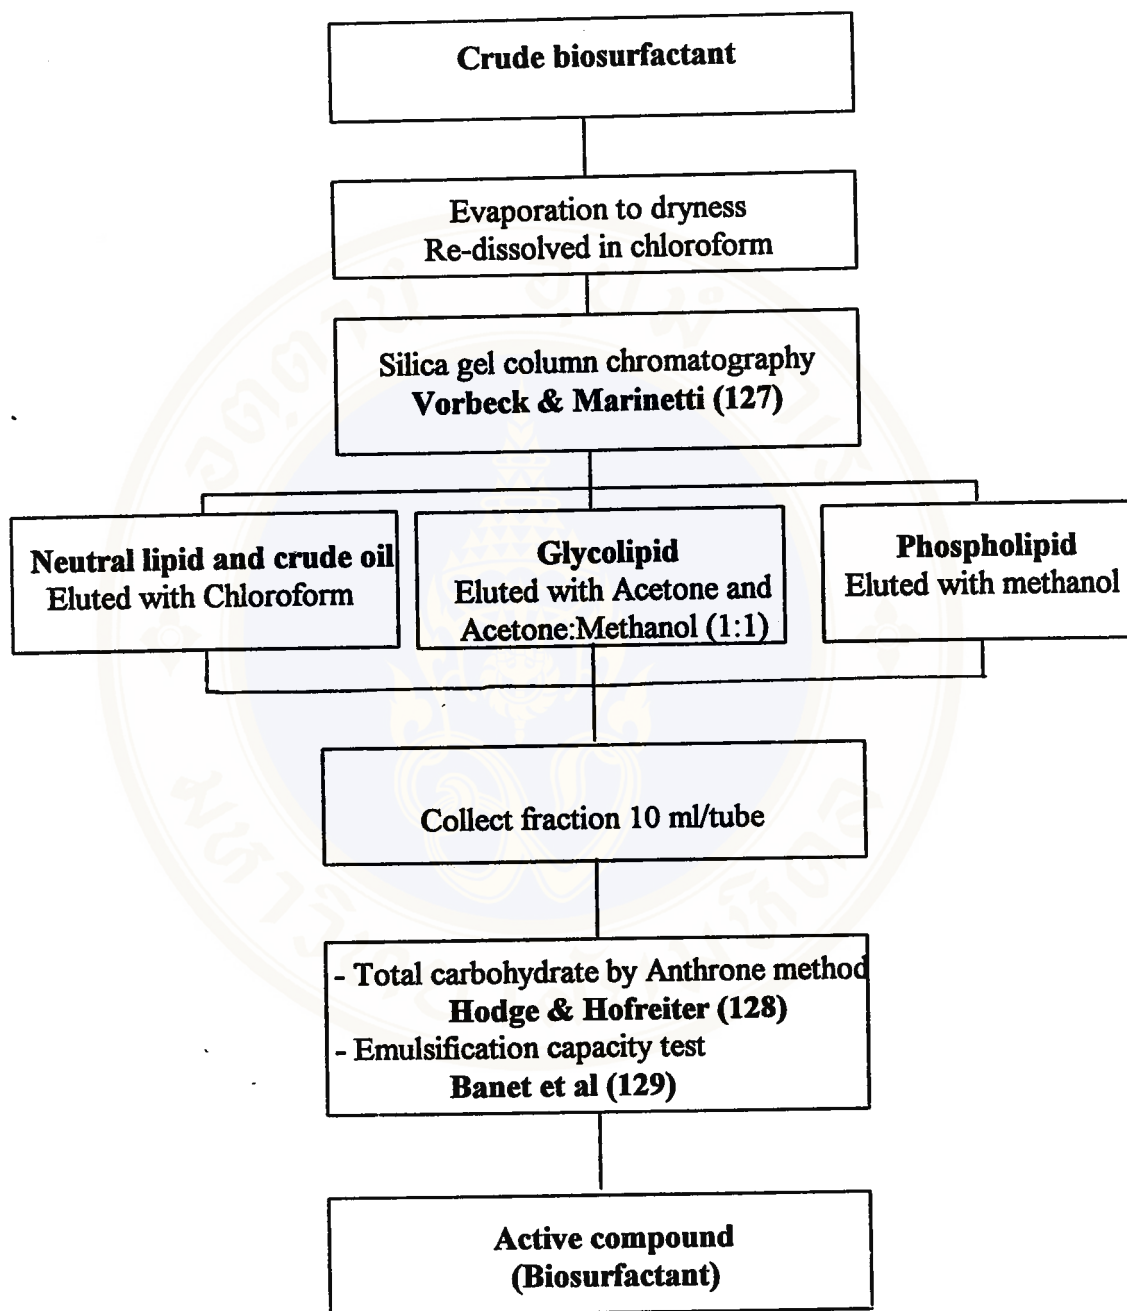 Crude biosurfactant
Evaporation to dryness
Re-dissolved in chloroform
Silica gel column chromatography
Vorbeck & Marinetti (127)
Neutral lipid and crude oil
Eluted with Chloroform
Glycolipid
Eluted with Acetone and
Acetone:Methanol (1:1)
Phospholipid
Eluted with methanol
Collect fraction 10 ml/tube
- Total carbohydrate by Anthrone method
Hodge & Hofreiter (128)
- Emulsification capacity test
Banet et al (129)
Active compound
(Biosurfactant)